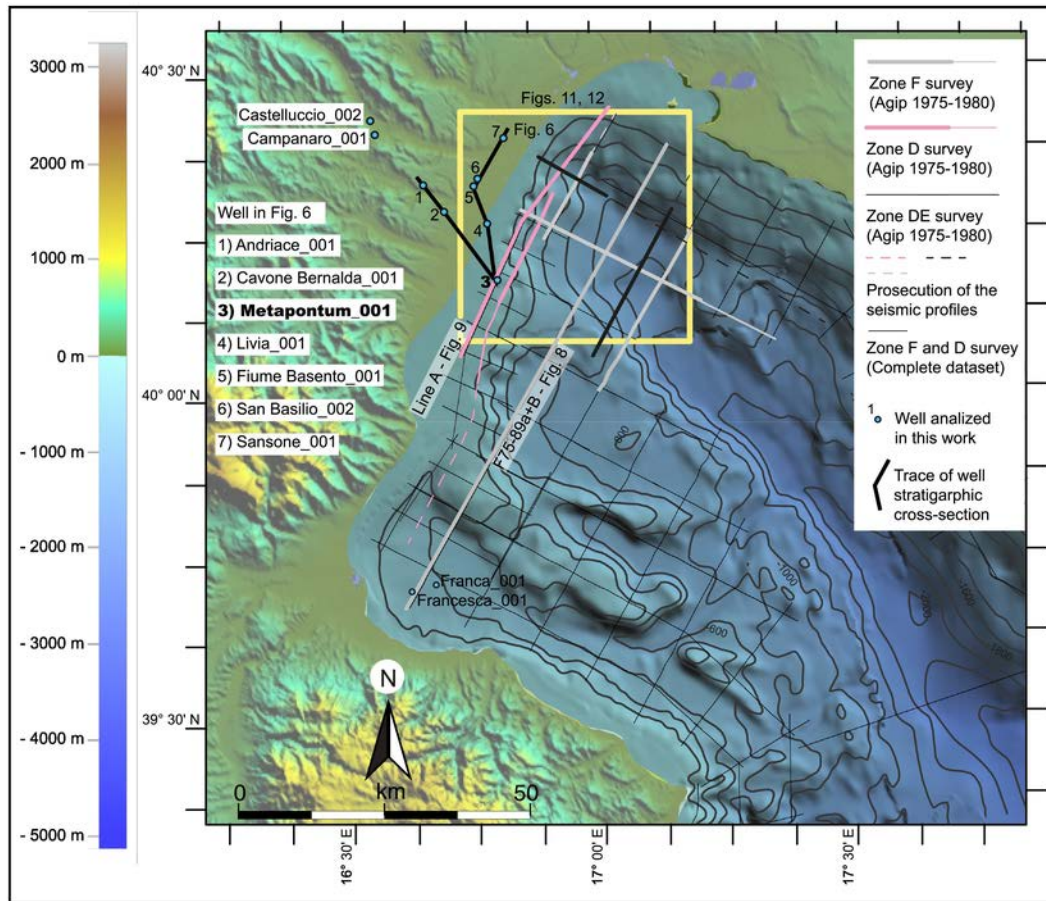 3000 m
2000 m
1000 m
0 m
- 1000 m
- 2000 m
- 3000 m
- 4000 m
- 5000 m
40° 30' N
40° 00' N
39° 30' N
16° 30' E
17° 00' E
17° 30' E
Castelluccio_002
Campanaro_001
Well in Fig. 6
1) Andriace_001
2) Cavone Bernalda_001
3) Metapontum_001
4) Livia_001
5) Fiume Basento_001
6) San Basilio_002
7) Sansone_001
Figs. 11, 12
7
Fig. 6
6
5
1
2
4
3
Line A - Fig. 9
F75-89a+B - Fig. 8
Franca_001
Francesca_001
-1000
-1000
-600
N
km
0
50
Zone F survey
(Agip 1975-1980)
Zone D survey
(Agip 1975-1980)
Zone DE survey
(Agip 1975-1980)
Prosecution of the
seismic profiles
Zone F and D survey
(Complete dataset)
1
Well analized
in this work
Trace of well
stratigarphic
cross-section